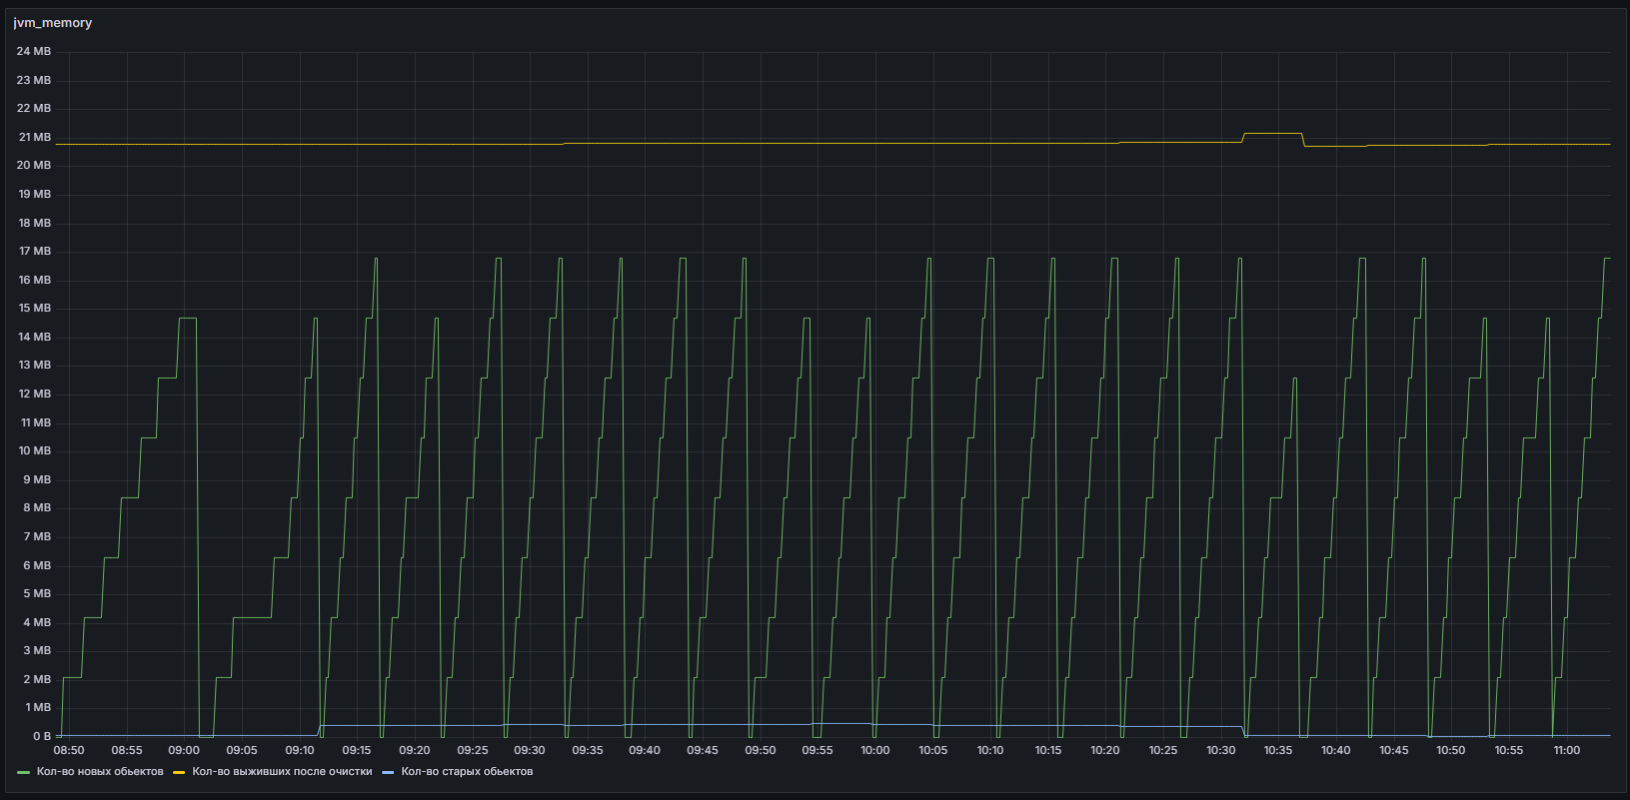 jvm_memory
24 MB
23 MB
22 MB
21 MB
20 MB
19 MB
18 MB
17 MB
16 MB
15 MB
14 MB
13 MB
12 MB
11 MB
10 MB
9 MB
8 MB
7 MB
6 MB
5 MB
4 MB
3 MB
2 MB
1 MB
0 B
08:50 08:55 09:00 09:05 09:10 09:15 09:20 09:25 09:30 09:35 09:40 09:45 09:50 09:55 10:00 10:05 10:10 10:15 10:20 10:25 10:30 10:35 10:40 10:45 10:50 10:55 11:00
Кол-во новых обьектов Кол-во выживших после очистки Кол-во старых обьектов